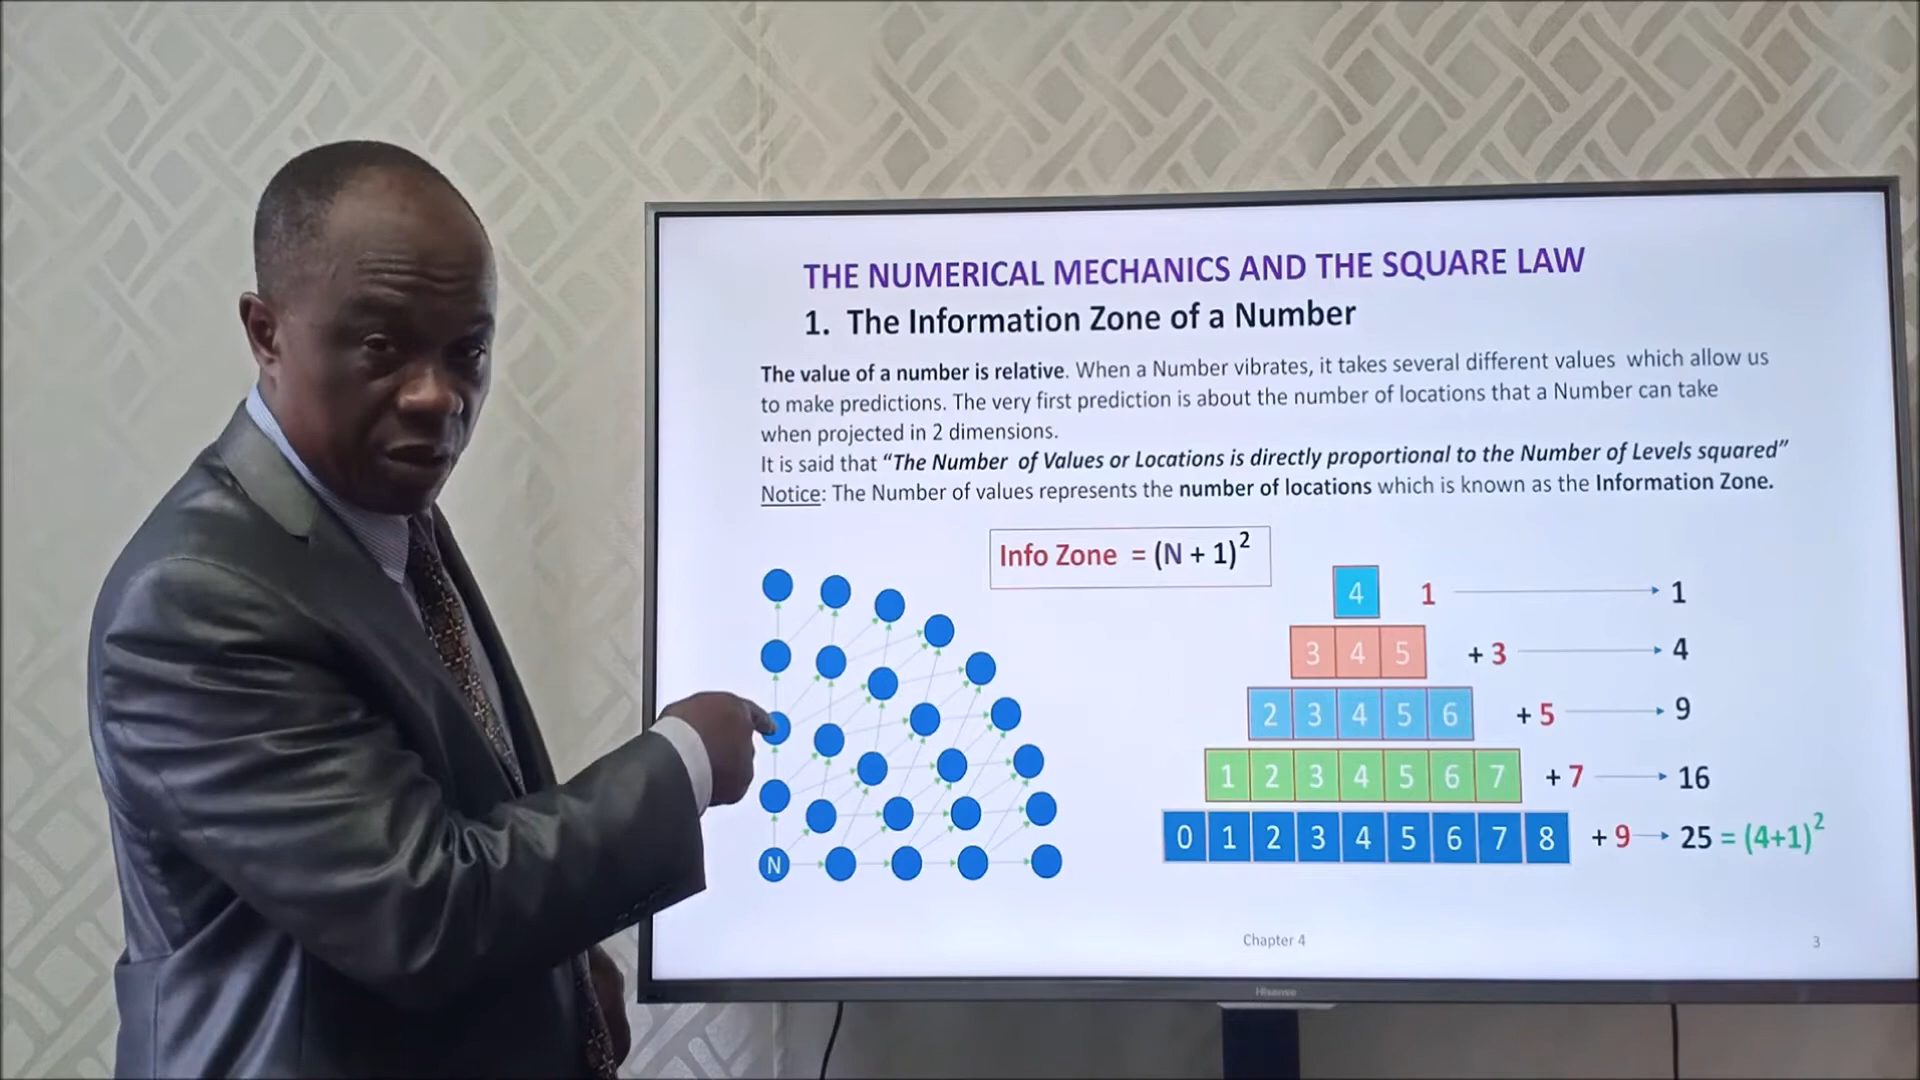 THE NUMERICAL MECHANICS AND THE SQUARE LAW
1. The Information Zone of a Number
The value of a number is relative. When a Number vibrates, it takes several different values which allow us
to make predictions. The very first prediction is about the number of locations that a Number can take
when projected in 2 dimensions.
It is said that “The Number of Values or Locations is directly proportional to the Number of Levels squared”
Notice: The Number of values represents the number of locations which is known as the Information Zone.
Info Zone = (N + 1)²
4 1 1
3 4 5 + 3 4
2 3 4 5 6 + 5 9
1 2 3 4 5 6 7 + 7 16
0 1 2 3 4 5 6 7 8 + 9 25 = (4+1)²
N
Chapter 4 3
Hisense